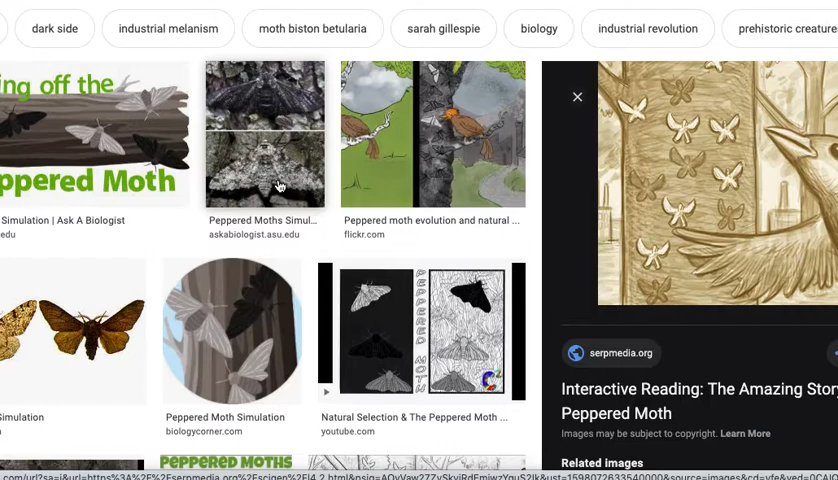 dark side
industrial melanism
moth biston betularia
sarah gillespie
biology
industrial revolution
prehistoric creature
ing off the
ppered Moth
Simulation | Ask A Biologist
edu
Peppered Moths Simul...
askabiologist.asu.edu
Peppered moth evolution and natural ...
flickr.com
Simulation
Peppered Moth Simulation
biologycorner.com
PEPPERED MOTH
Natural Selection & The Peppered Moth ...
youtube.com
PEPPERED MOTHS
serpmedia.org
Interactive Reading: The Amazing Story
Peppered Moth
Images may be subject to copyright. Learn More
Related images